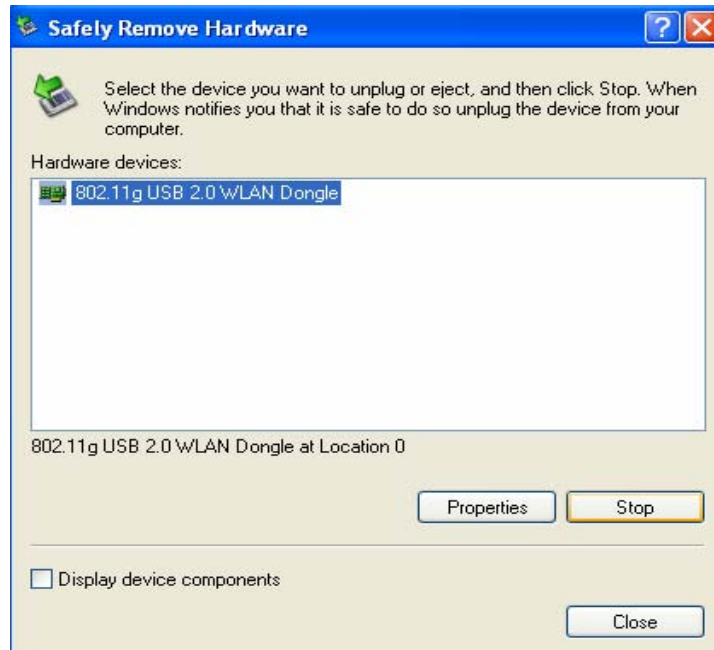 Safely Remove Hardware
Select the device you want to unplug or eject, and then click Stop. When
Windows notifies you that it is safe to do so unplug the device from your
computer.
Hardware devices:
802.11g USB 2.0 WLAN Dongle
802.11g USB 2.0 WLAN Dongle at Location 0
Properties Stop
Display device components
Close